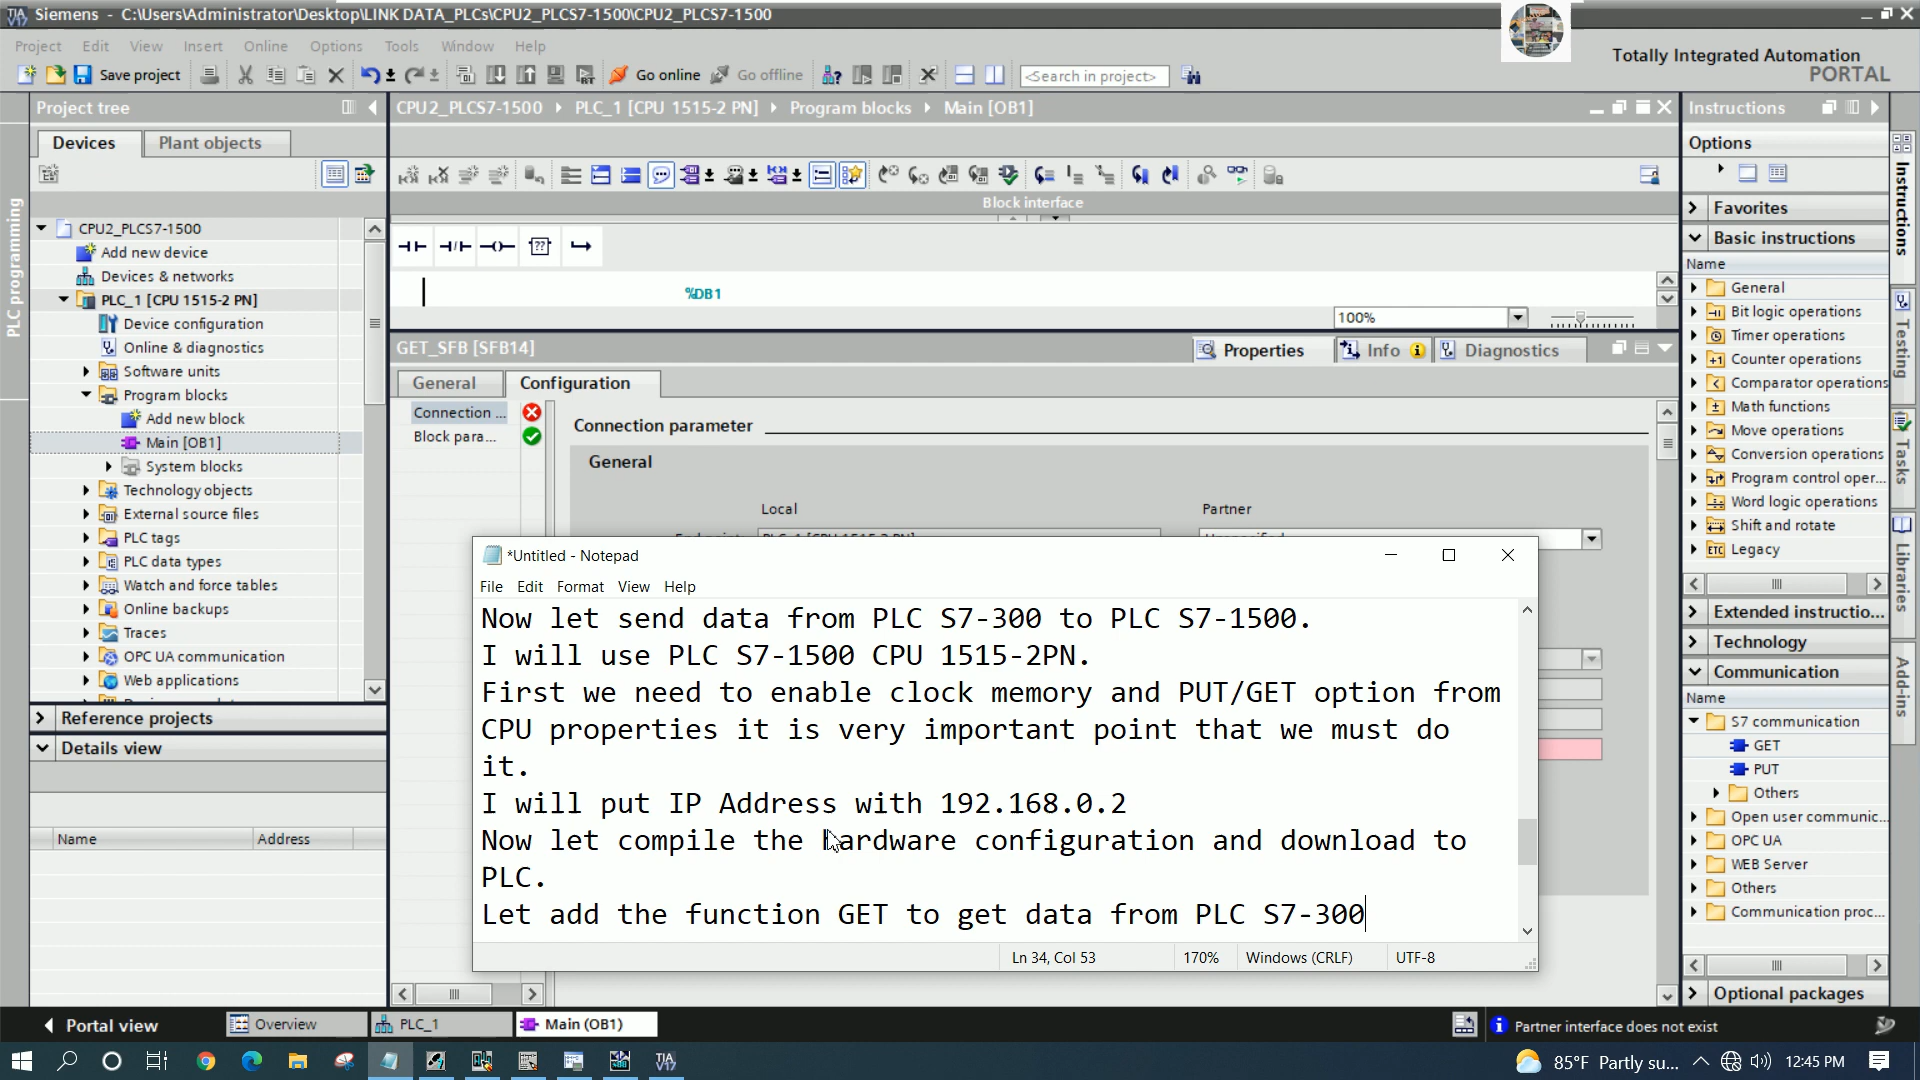 Siemens - C:\Users\Administrator\Desktop\LINK DATA_PLCs\CPU2_PLCS7-1500\CPU2_PLCS7-1500
Project Edit View Insert Online Options Tools Window Help
Totally Integrated Automation
PORTAL
Save project
Go online
Go offline
<Search in project>
Project tree
CPU2_PLCS7-1500 PLC_1 [CPU 1515-2 PN] Program blocks Main [OB1]
Instructions
Devices
Plant objects
Options
Block interface
PLC programming
CPU2_PLCS7-1500
Add new device
Devices & networks
PLC_1 [CPU 1515-2 PN]
Device configuration
Online & diagnostics
Software units
Program blocks
Add new block
Main [OB1]
System blocks
Technology objects
External source files
PLC tags
PLC data types
Watch and force tables
Online backups
Traces
OPC UA communication
Web applications
Reference projects
Details view
Name Address
%DB1
100%
GET_SFB [SFB14]
Properties
Info
Diagnostics
General
Configuration
Connection ...
Block para...
Connection parameter
General
Local
Partner
*Untitled - Notepad
File Edit Format View Help
Now let send data from PLC S7-300 to PLC S7-1500.
I will use PLC S7-1500 CPU 1515-2PN.
First we need to enable clock memory and PUT/GET option from
CPU properties it is very important point that we must do
it.
I will put IP Address with 192.168.0.2
Now let compile the hardware configuration and download to
PLC.
Let add the function GET to get data from PLC S7-300
Ln 34, Col 53
170%
Windows (CRLF)
UTF-8
Favorites
Basic instructions
Name
General
Bit logic operations
Timer operations
Counter operations
Comparator operations
Math functions
Move operations
Conversion operations
Program control oper...
Word logic operations
Shift and rotate
Legacy
Extended instructio...
Technology
Communication
Name
S7 communication
GET
PUT
Others
Open user communic...
OPC UA
WEB Server
Others
Communication proc...
Optional packages
Instructions
Testing
Tasks
Libraries
Add-ins
Portal view
Overview
PLC_1
Main (OB1)
Partner interface does not exist
85°F Partly su...
12:45 PM